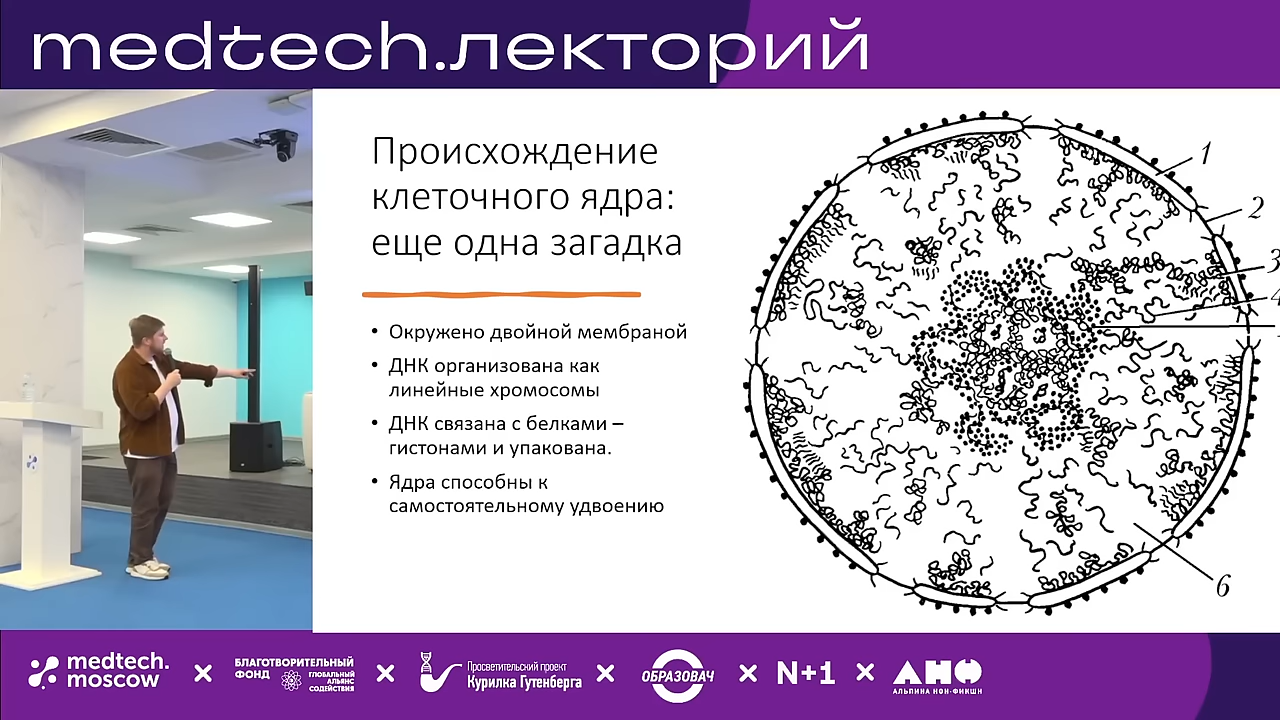 medtech.лекторий
Происхождение
клеточного ядра:
еще одна загадка
• Окружено двойной мембраной
• ДНК организована как
линейные хромосомы
• ДНК связана с белками –
гистонами и упакована.
• Ядра способны к
самостоятельному удвоению
1
2
3
4
6
medtech.
moscow
×
БЛАГОТВОРИТЕЛЬНЫЙ
ФОНД
ГЛОБАЛЬНЫЙ
АЛЬЯНС
СОДЕЙСТВИЯ
×
Просветительский проект
Курилка Гутенберга
×
ОБРАЗОВАЧ
×
N+1
×
АНФ
АЛЬПИНА НОН-ФИКШН